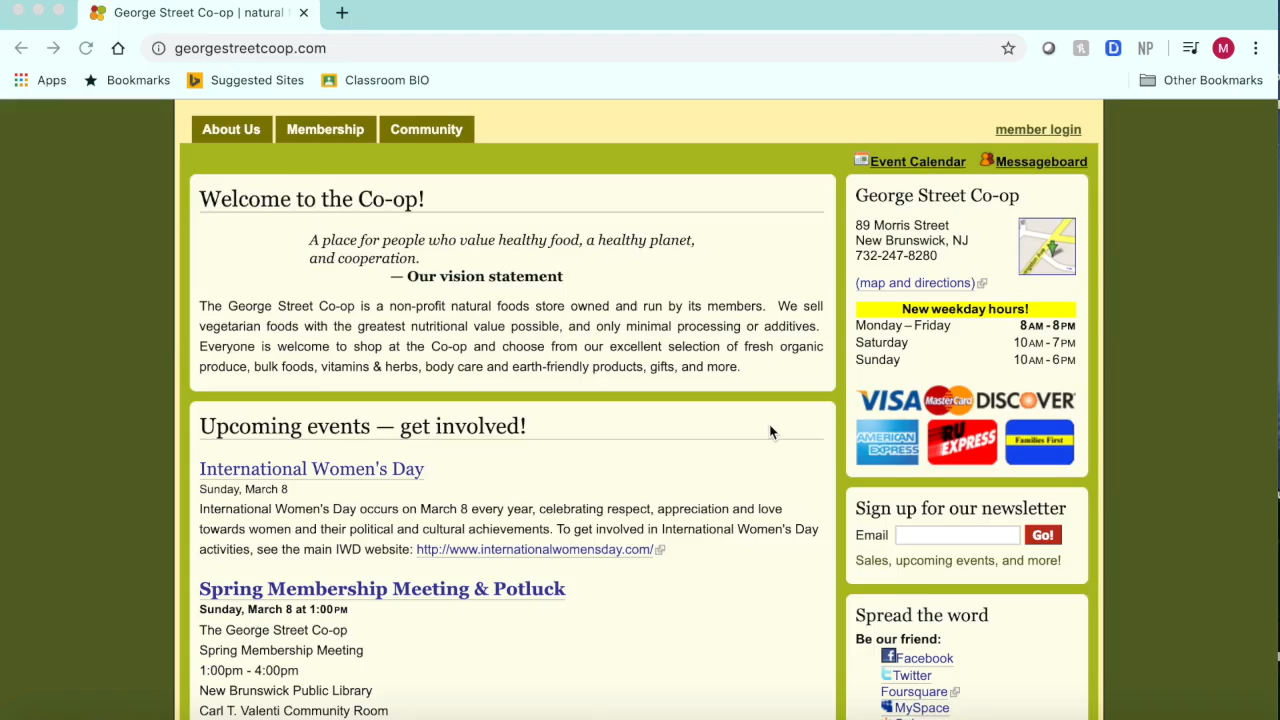 George Street Co-op | natural
georgestreetcoop.com
NP
M
Apps
Bookmarks
Suggested Sites
Classroom BIO
Other Bookmarks
About Us
Membership
Community
member login
Event Calendar
Messageboard
Welcome to the Co-op!
A place for people who value healthy food, a healthy planet,
and cooperation.
— Our vision statement
The George Street Co-op is a non-profit natural foods store owned and run by its members. We sell
vegetarian foods with the greatest nutritional value possible, and only minimal processing or additives.
Everyone is welcome to shop at the Co-op and choose from our excellent selection of fresh organic
produce, bulk foods, vitamins & herbs, body care and earth-friendly products, gifts, and more.
Upcoming events — get involved!
International Women's Day
Sunday, March 8
International Women's Day occurs on March 8 every year, celebrating respect, appreciation and love
towards women and their political and cultural achievements. To get involved in International Women's Day
activities, see the main IWD website: http://www.internationalwomensday.com/
Spring Membership Meeting & Potluck
Sunday, March 8 at 1:00PM
The George Street Co-op
Spring Membership Meeting
1:00pm - 4:00pm
New Brunswick Public Library
Carl T. Valenti Community Room
George Street Co-op
89 Morris Street
New Brunswick, NJ
732-247-8280
(map and directions)
New weekday hours!
Monday – Friday 8AM - 8PM
Saturday 10AM - 7PM
Sunday 10AM - 6PM
VISA MasterCard DISCOVER
AMERICAN EXPRESS RU EXPRESS Families First
Sign up for our newsletter
Email Go!
Sales, upcoming events, and more!
Spread the word
Be our friend:
Facebook
Twitter
Foursquare
MySpace